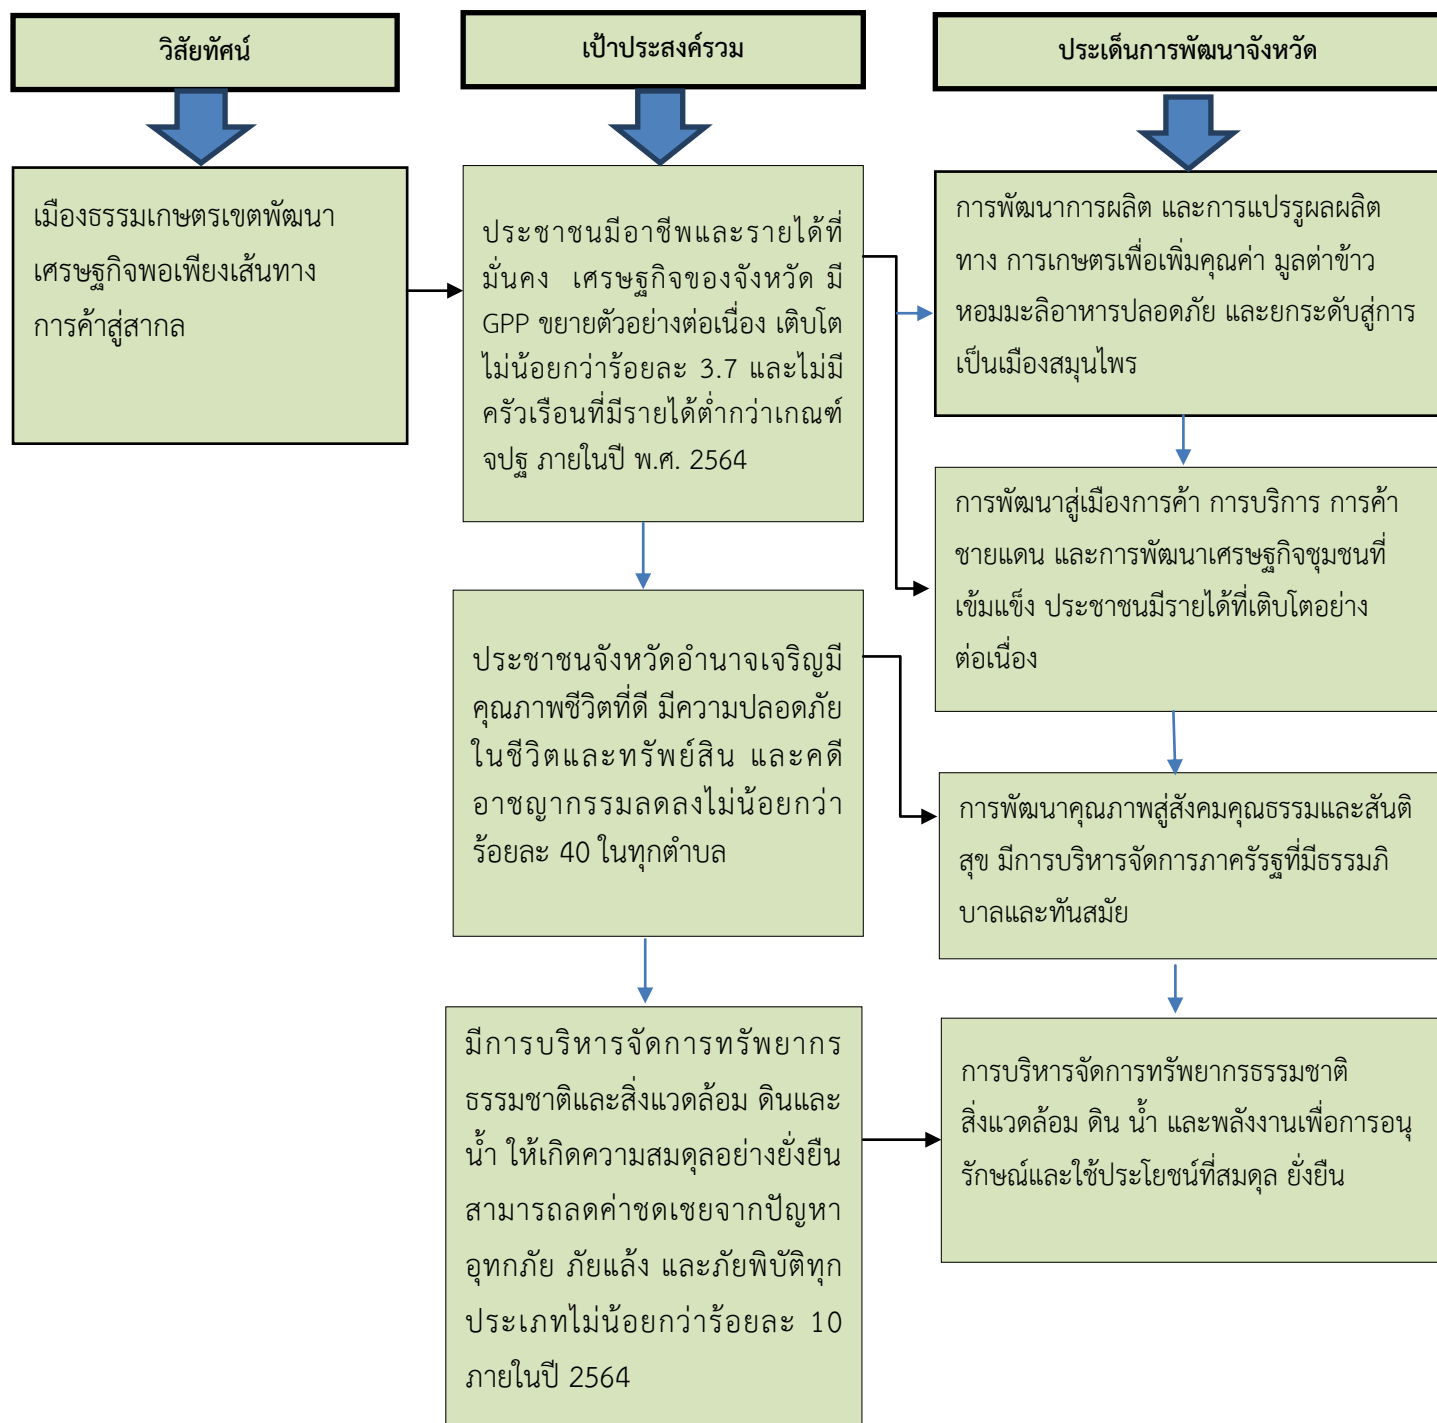 วิสัยทัศน์
เป้าประสงค์รวม
ประเด็นการพัฒนาจังหวัด
เมืองธรรมเกษตรเขตพัฒนา
เศรษฐกิจพอเพียงเส้นทาง
การค้าสู่สากล
ประชาชนมีอาชีพและรายได้ที่
มั่นคง เศรษฐกิจของจังหวัด มี
GPP ขยายตัวอย่างต่อเนื่อง เติบโต
ไม่น้อยกว่าร้อยละ 3.7 และไม่มี
ครัวเรือนที่มีรายได้ต่ำกว่าเกณฑ์
จปฐ ภายในปี พ.ศ. 2564
ประชาชนจังหวัดอำนาจเจริญมี
คุณภาพชีวิตที่ดี มีความปลอดภัย
ในชีวิตและทรัพย์สิน และคดี
อาชญากรรมลดลงไม่น้อยกว่า
ร้อยละ 40 ในทุกตำบล
มีการบริหารจัดการทรัพยากร
ธรรมชาติและสิ่งแวดล้อม ดินและ
น้ำ ให้เกิดความสมดุลอย่างยั่งยืน
สามารถลดค่าชดเชยจากปัญหา
อุทกภัย ภัยแล้ง และภัยพิบัติทุก
ประเภทไม่น้อยกว่าร้อยละ 10
ภายในปี 2564
การพัฒนาการผลิต และการแปรรูผลผลิต
ทาง การเกษตรเพื่อเพิ่มคุณค่า มูลต่าข้าว
หอมมะลิอาหารปลอดภัย และยกระดับสู่การ
เป็นเมืองสมุนไพร
การพัฒนาสู่เมืองการค้า การบริการ การค้า
ชายแดน และการพัฒนาเศรษฐกิจชุมชนที่
เข้มแข็ง ประชาชนมีรายได้ที่เติบโตอย่าง
ต่อเนื่อง
การพัฒนาคุณภาพสู่สังคมคุณธรรมและสันติ
สุข มีการบริหารจัดการภาครัรฐที่มีธรรมภิ
บาลและทันสมัย
การบริหารจัดการทรัพยากรธรรมชาติ
สิ่งแวดล้อม ดิน น้ำ และพลังงานเพื่อการอนุ
รักษณ์และใช้ประโยชน์ที่สมดุล ยั่งยืน